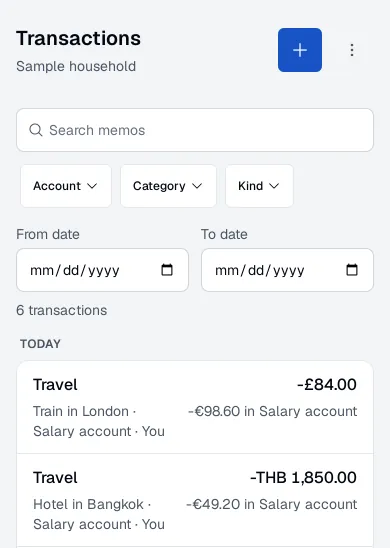 Transactions
Sample household
Search memos
Account Category Kind
From date To date
mm/dd/yyyy mm/dd/yyyy
6 transactions
TODAY
Travel -£84.00
Train in London · -€98.60 in Salary account
Salary account · You
Travel -THB 1,850.00
Hotel in Bangkok · -€49.20 in Salary account
Salary account · You